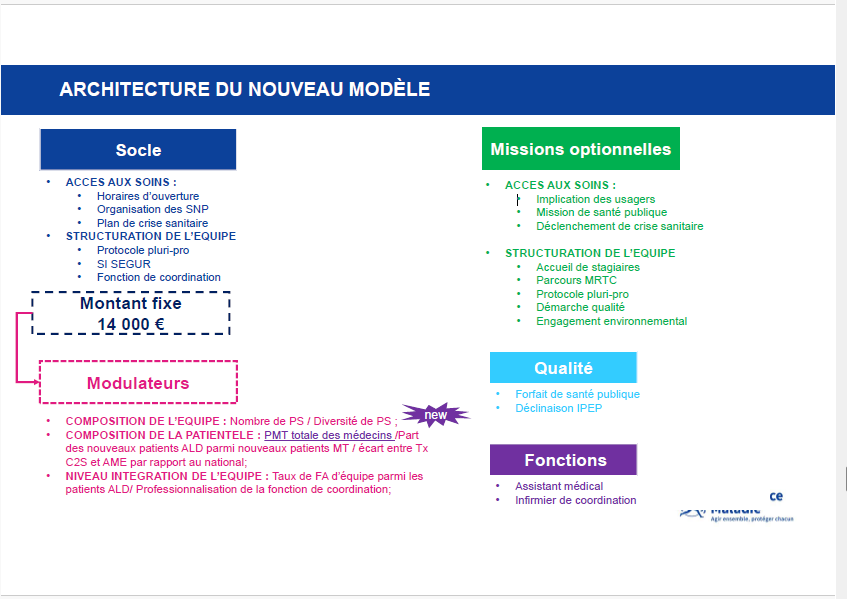 ARCHITECTURE DU NOUVEAU MODÈLE
Socle
• ACCES AUX SOINS :
• Horaires d'ouverture
• Organisation des SNP
• Plan de crise sanitaire
• STRUCTURATION DE L'EQUIPE
• Protocole pluri-pro
• SI SEGUR
• Fonction de coordination
Montant fixe
14 000 €
Modulateurs
• COMPOSITION DE L'EQUIPE : Nombre de PS / Diversité de PS ;
• COMPOSITION DE LA PATIENTELE : PMT totale des médecins /Part
des nouveaux patients ALD parmi nouveaux patients MT / écart entre Tx
C2S et AME par rapport au national;
• NIVEAU INTEGRATION DE L'EQUIPE : Taux de FA d'équipe parmi les
patients ALD/ Professionnalisation de la fonction de coordination;
new
Missions optionnelles
• ACCES AUX SOINS :
• Implication des usagers
• Mission de santé publique
• Déclenchement de crise sanitaire
• STRUCTURATION DE L'EQUIPE
• Accueil de stagiaires
• Parcours MRTC
• Protocole pluri-pro
• Démarche qualité
• Engagement environnemental
Qualité
• Forfait de santé publique
• Déclinaison IPEP
Fonctions
• Assistant médical
• Infirmier de coordination
ce
Agir ensemble, protéger chacun